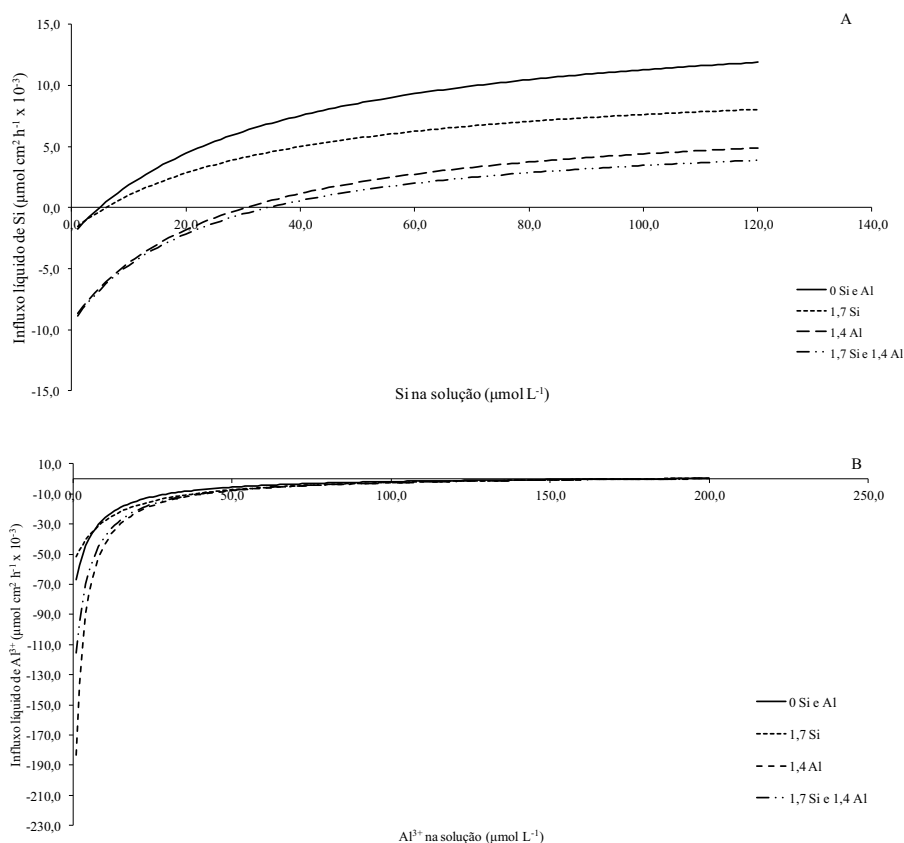 A
15,0
10,0
5,0
0,0
-5,0
-10,0
-15,0
0,0 20,0 40,0 60,0 80,0 100,0 120,0 140,0
Influxo líquido de Si (µmol cm² h⁻¹ x 10⁻³)
Si na solução (µmol L⁻¹)
0 Si e Al
1,7 Si
1,4 Al
1,7 Si e 1,4 Al
B
10,0
-10,0
-30,0
-50,0
-70,0
-90,0
-110,0
-130,0
-150,0
-170,0
-190,0
-210,0
-230,0
0,0 50,0 100,0 150,0 200,0 250,0
Influxo líquido de Al³⁺ (µmol cm² h⁻¹ x 10⁻³)
Al³⁺ na solução (µmol L⁻¹)
0 Si e Al
1,7 Si
1,4 Al
1,7 Si e 1,4 Al